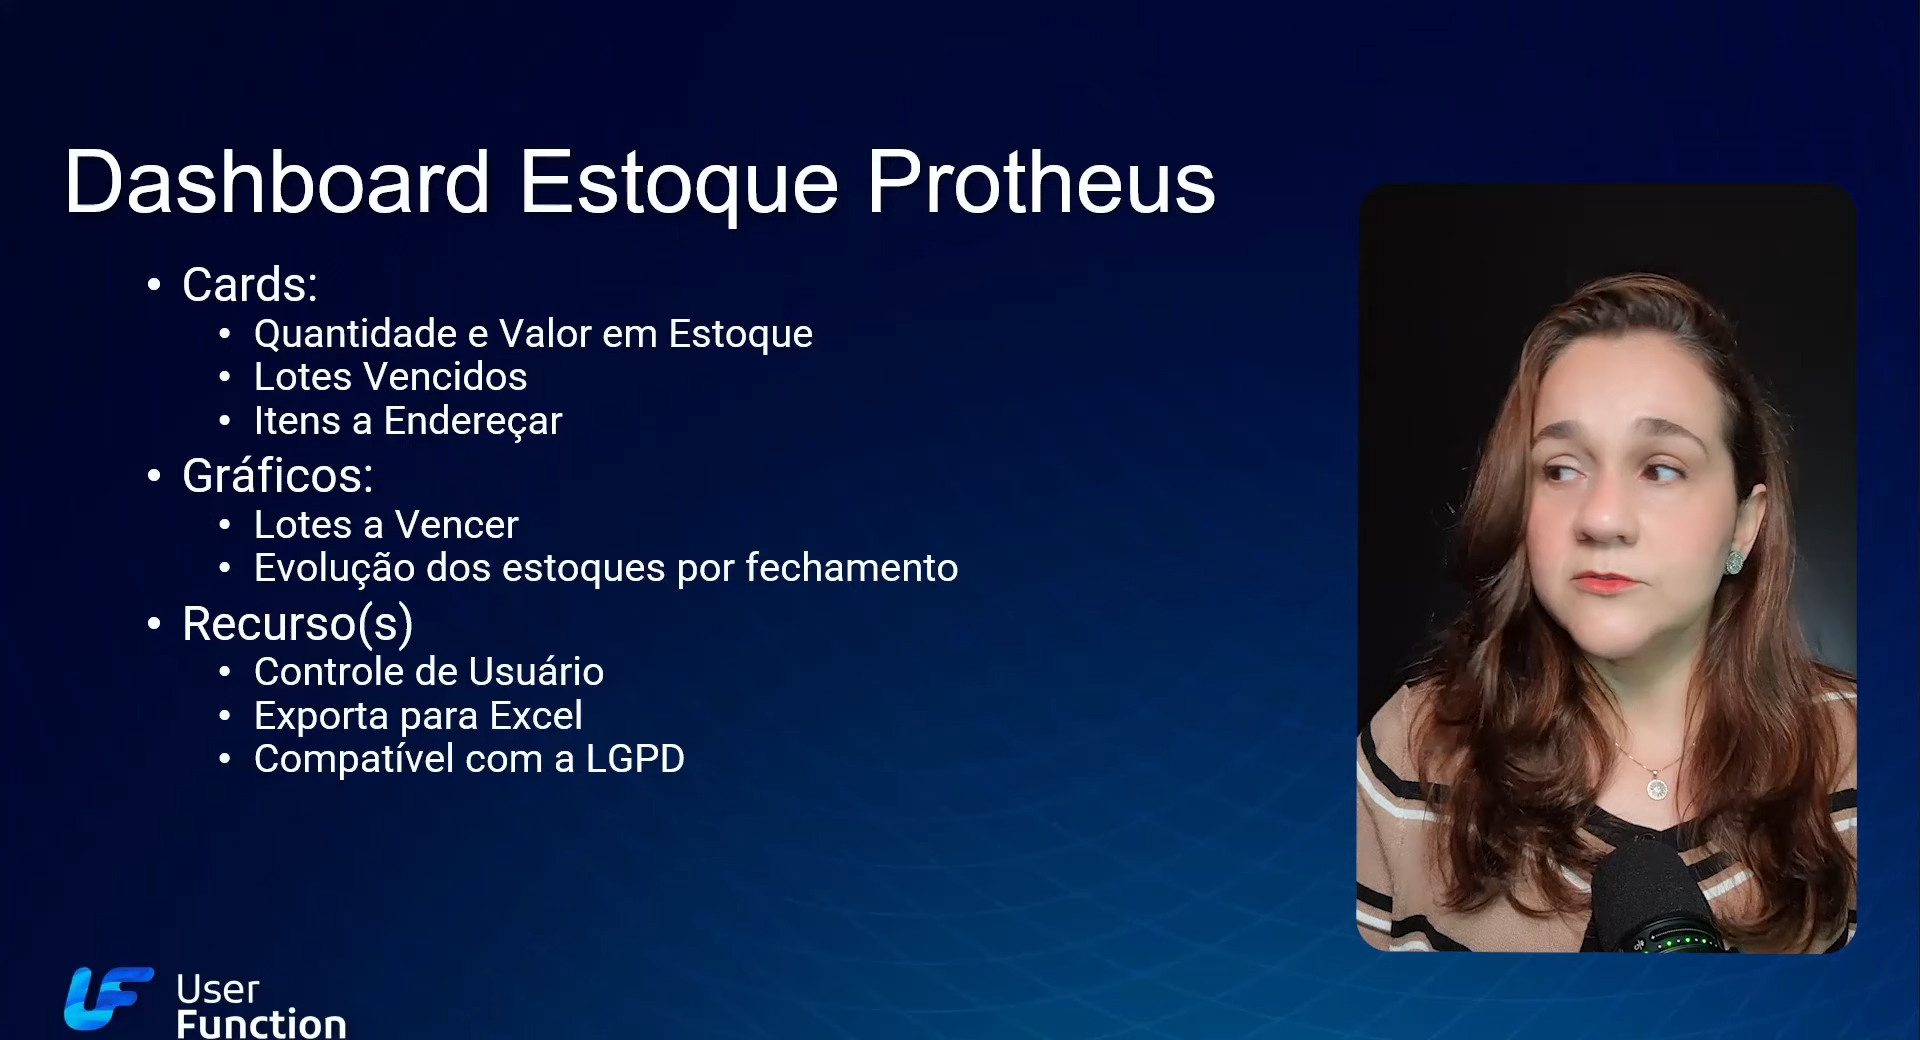 Dashboard Estoque Protheus
• Cards:
• Quantidade e Valor em Estoque
• Lotes Vencidos
• Itens a Endereçar
• Gráficos:
• Lotes a Vencer
• Evolução dos estoques por fechamento
• Recurso(s)
• Controle de Usuário
• Exporta para Excel
• Compatível com a LGPD
UF User
Function